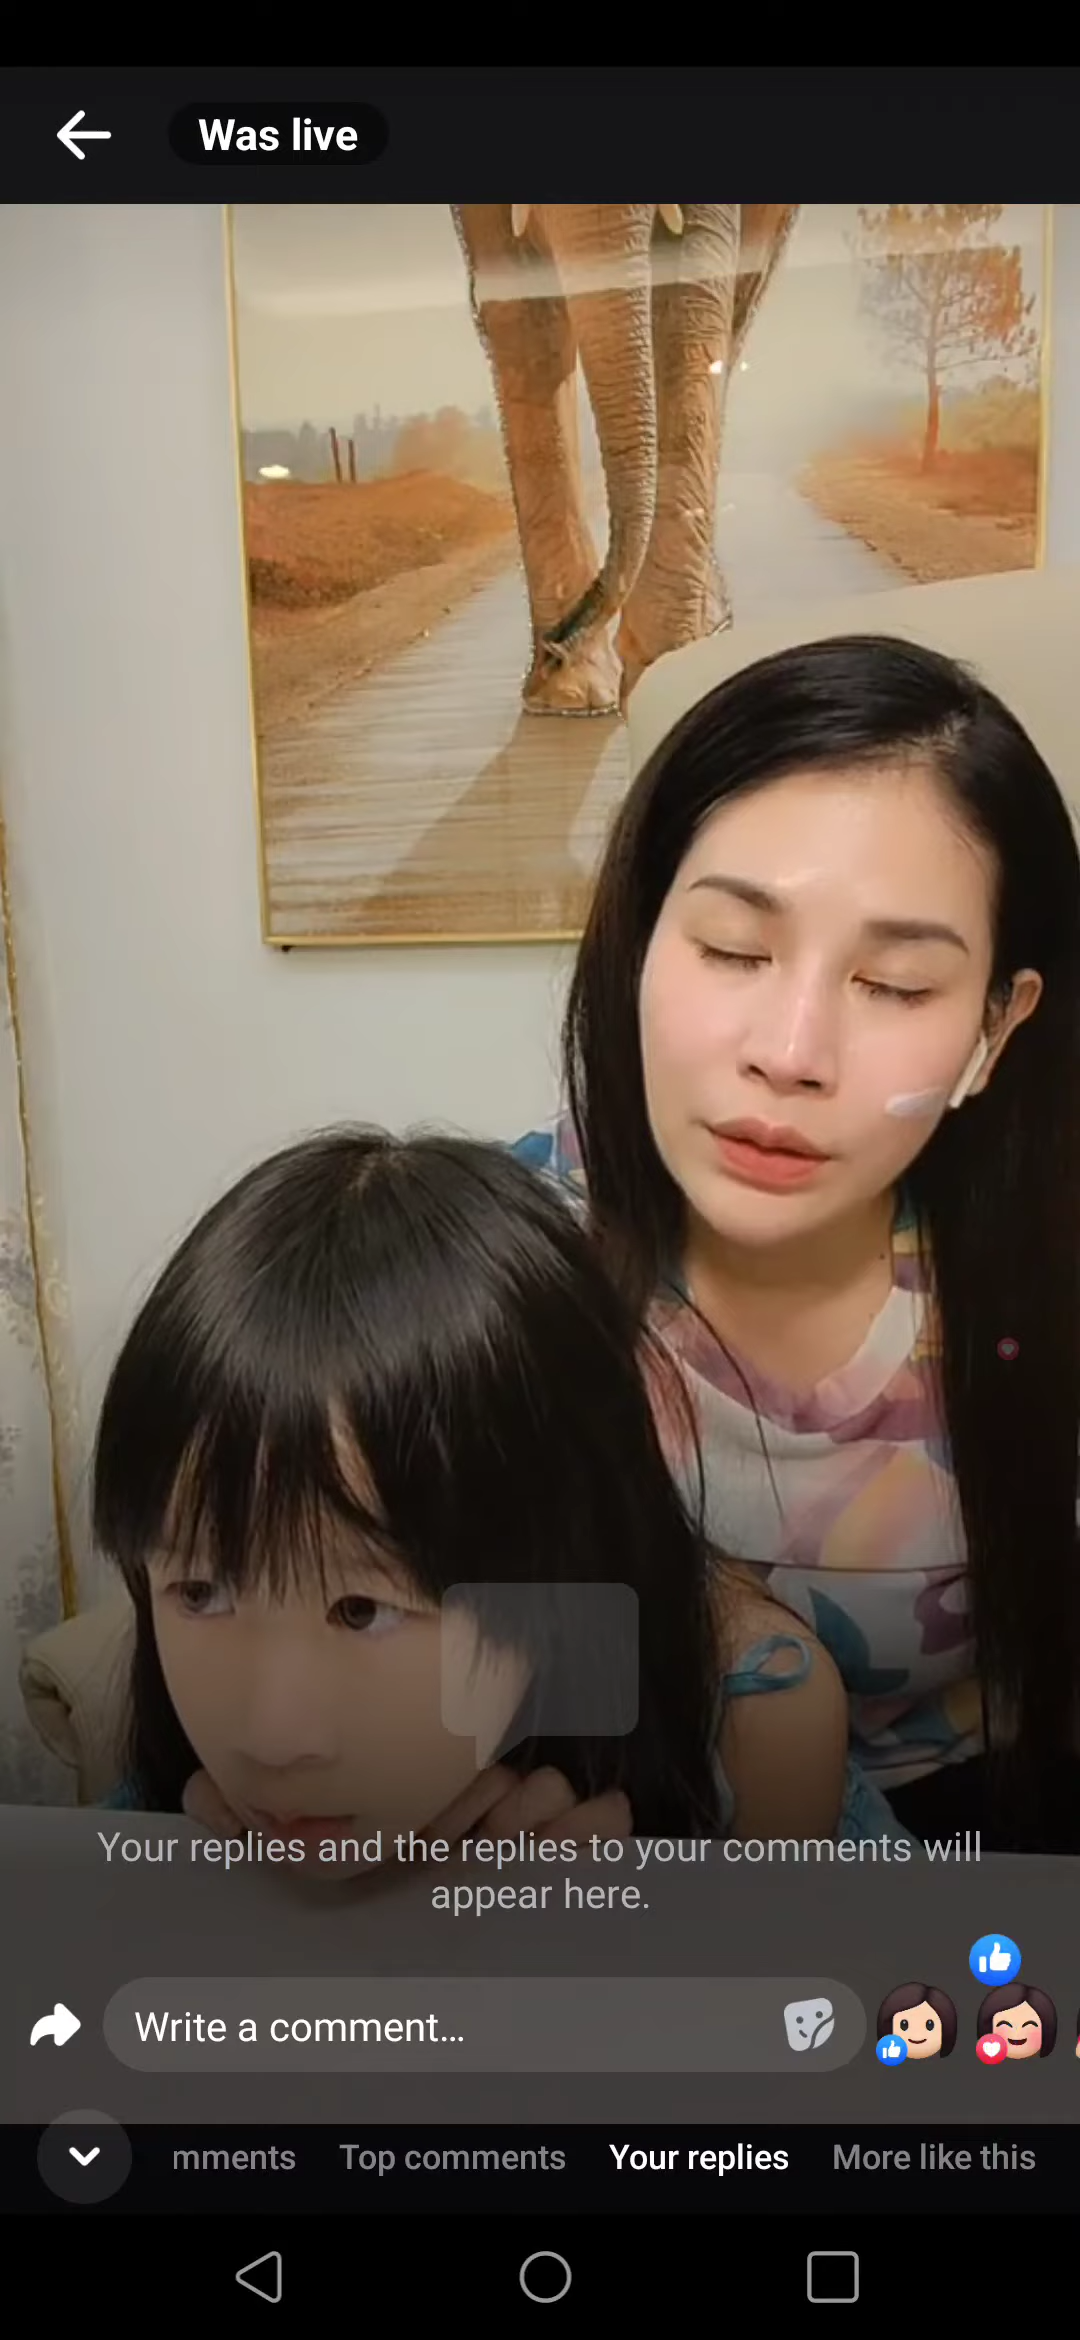 Was live
Your replies and the replies to your comments will
appear here.
Write a comment...
mments Top comments Your replies More like this